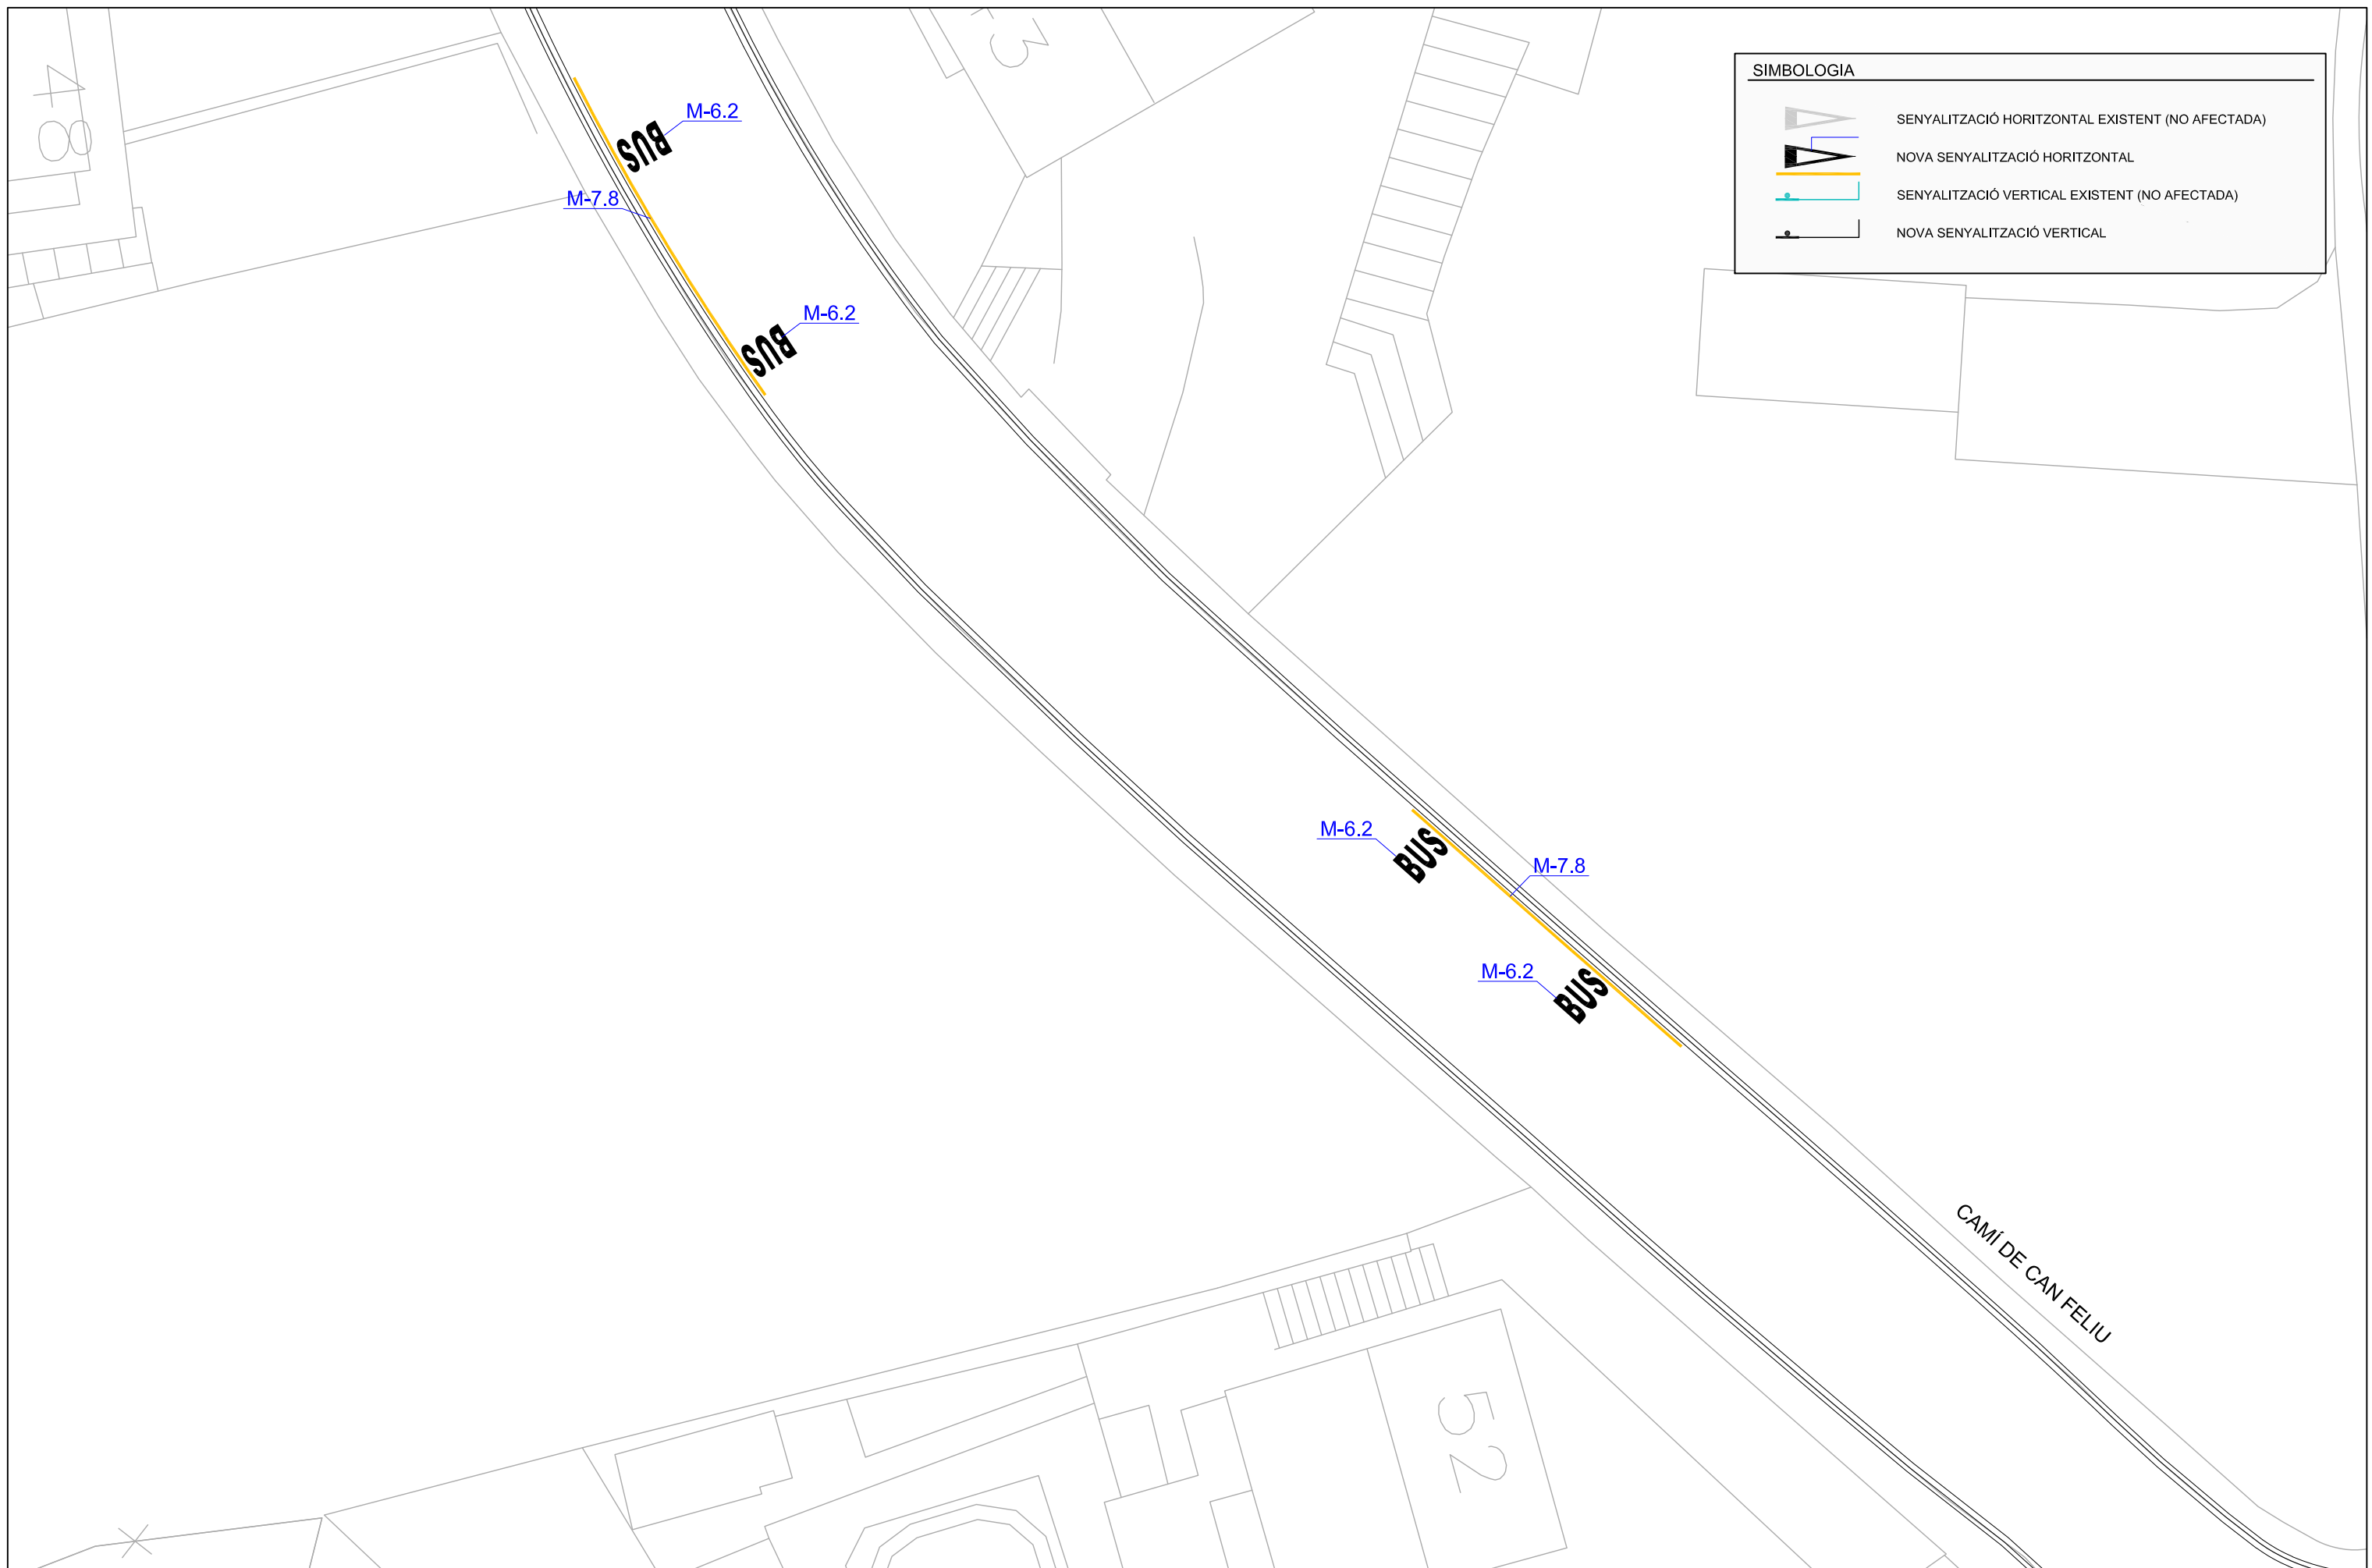 SIMBOLOGIA
SENYALITZACIÓ HORITZONTAL EXISTENT (NO AFECTADA)
NOVA SENYALITZACIÓ HORITZONTAL
SENYALITZACIÓ VERTICAL EXISTENT (NO AFECTADA)
NOVA SENYALITZACIÓ VERTICAL
48
3
M-6.2
BUS
M-7.8
M-6.2
BUS
M-6.2
BUS
M-7.8
M-6.2
BUS
CAMÍ DE CAN FELIU
52